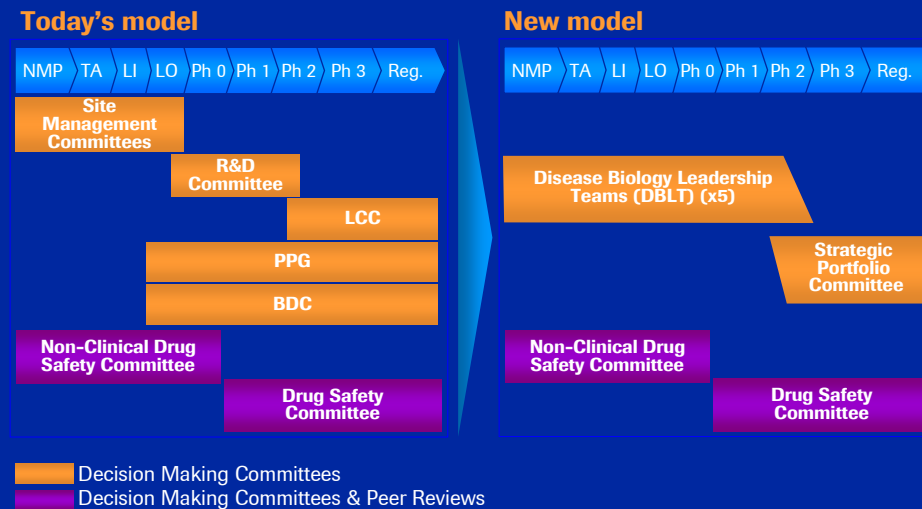 Today’s model
NMP TA LI LO Ph 0 Ph 1 Ph 2 Ph 3 Reg.
Site
Management
Committees
R&D
Committee
LCC
PPG
BDC
Non-Clinical Drug
Safety Committee
Drug Safety
Committee
New model
NMP TA LI LO Ph 0 Ph 1 Ph 2 Ph 3 Reg.
Disease Biology Leadership
Teams (DBLT) (x5)
Strategic
Portfolio
Committee
Non-Clinical Drug
Safety Committee
Drug Safety
Committee
Decision Making Committees
Decision Making Committees & Peer Reviews